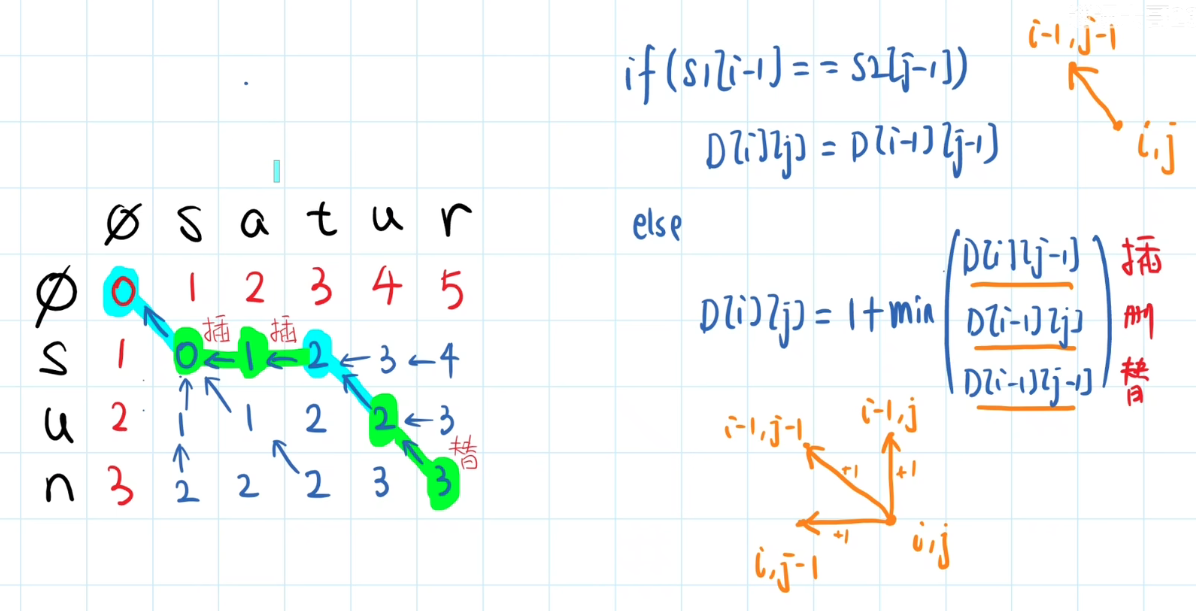 ∅ s a t u r
∅ 0 1 2 3 4 5
插 插
s 1 0 ← 1 ← 2 ← 3 ← 4
u 2 1 1 2 2 ← 3
替
n 3 2 2 2 3 3
if(S1[i-1] == S2[j-1])
D[i][j] = D[i-1][j-1]
i-1,j-1
i,j
else
D[i][j] = 1+min
D[i][j-1] 插
D[i-1][j] 删
D[i-1][j-1] 替
i-1,j-1 i-1,j
+1 +1
+1
i,j-1 i,j